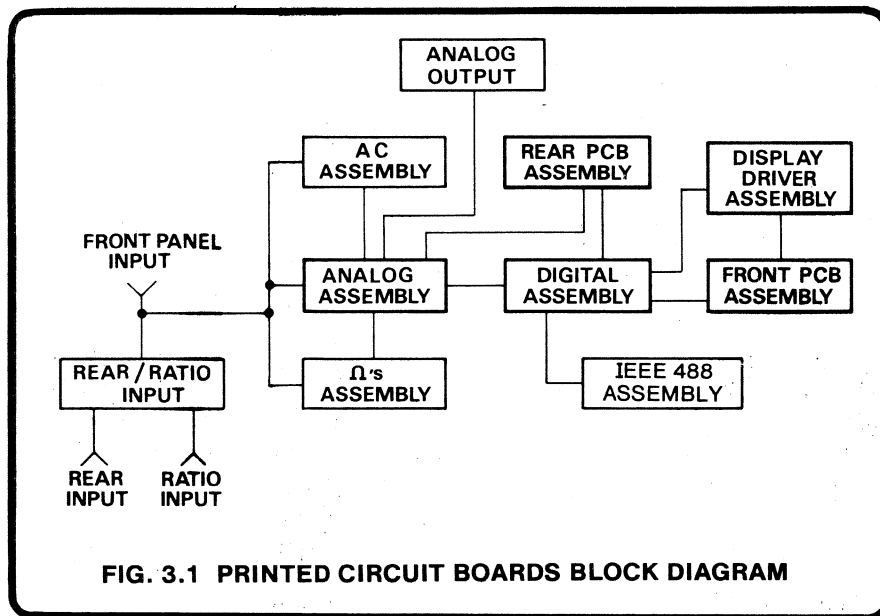 ANALOG
OUTPUT
AC
ASSEMBLY
REAR PCB
ASSEMBLY
DISPLAY
DRIVER
ASSEMBLY
FRONT PANEL
INPUT
ANALOG
ASSEMBLY
DIGITAL
ASSEMBLY
FRONT PCB
ASSEMBLY
REAR/RATIO
INPUT
Ω's
ASSEMBLY
IEEE 488
ASSEMBLY
REAR
INPUT
RATIO
INPUT
FIG. 3.1 PRINTED CIRCUIT BOARDS BLOCK DIAGRAM